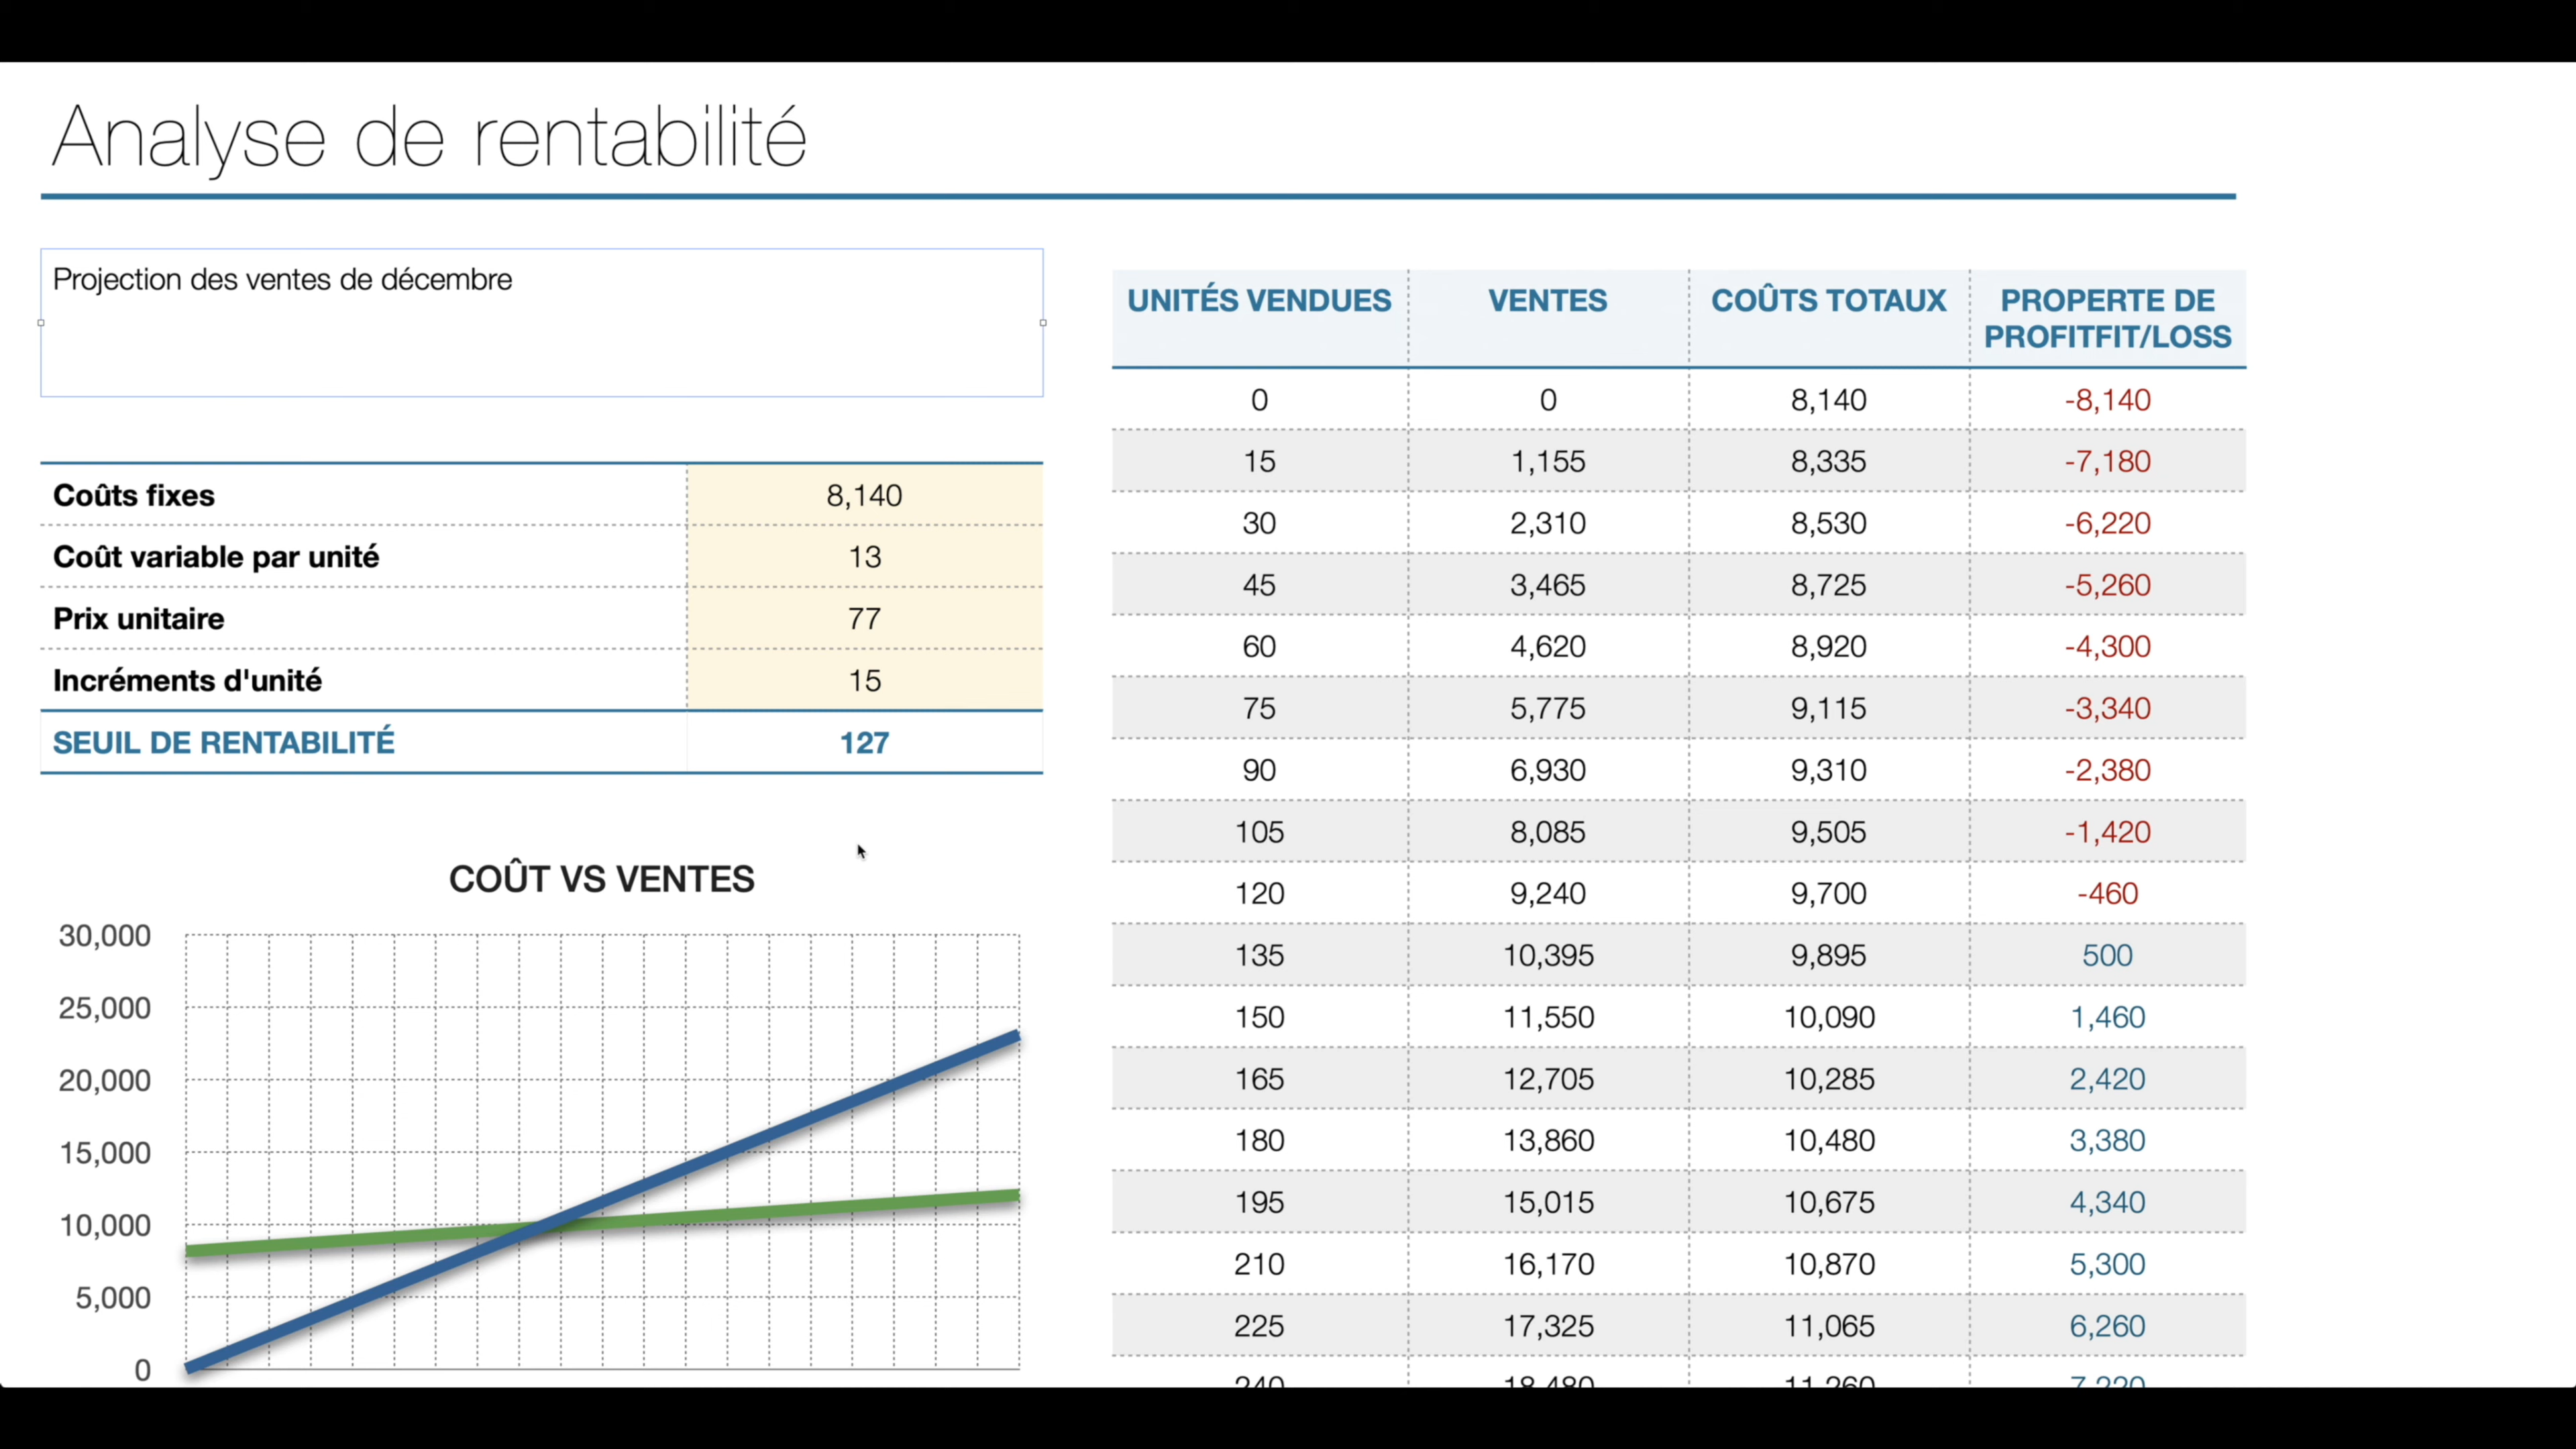 Analyse de rentabilité
Projection des ventes de décembre
Coûts fixes 8,140
Coût variable par unité 13
Prix unitaire 77
Incréments d'unité 15
SEUIL DE RENTABILITÉ 127
COÛT VS VENTES
30,000
25,000
20,000
15,000
10,000
5,000
0
UNITÉS VENDUES VENTES COÛTS TOTAUX PROPERTE DE
PROFITFIT/LOSS
0 0 8,140 -8,140
15 1,155 8,335 -7,180
30 2,310 8,530 -6,220
45 3,465 8,725 -5,260
60 4,620 8,920 -4,300
75 5,775 9,115 -3,340
90 6,930 9,310 -2,380
105 8,085 9,505 -1,420
120 9,240 9,700 -460
135 10,395 9,895 500
150 11,550 10,090 1,460
165 12,705 10,285 2,420
180 13,860 10,480 3,380
195 15,015 10,675 4,340
210 16,170 10,870 5,300
225 17,325 11,065 6,260
240 18,480 11,260 7,220